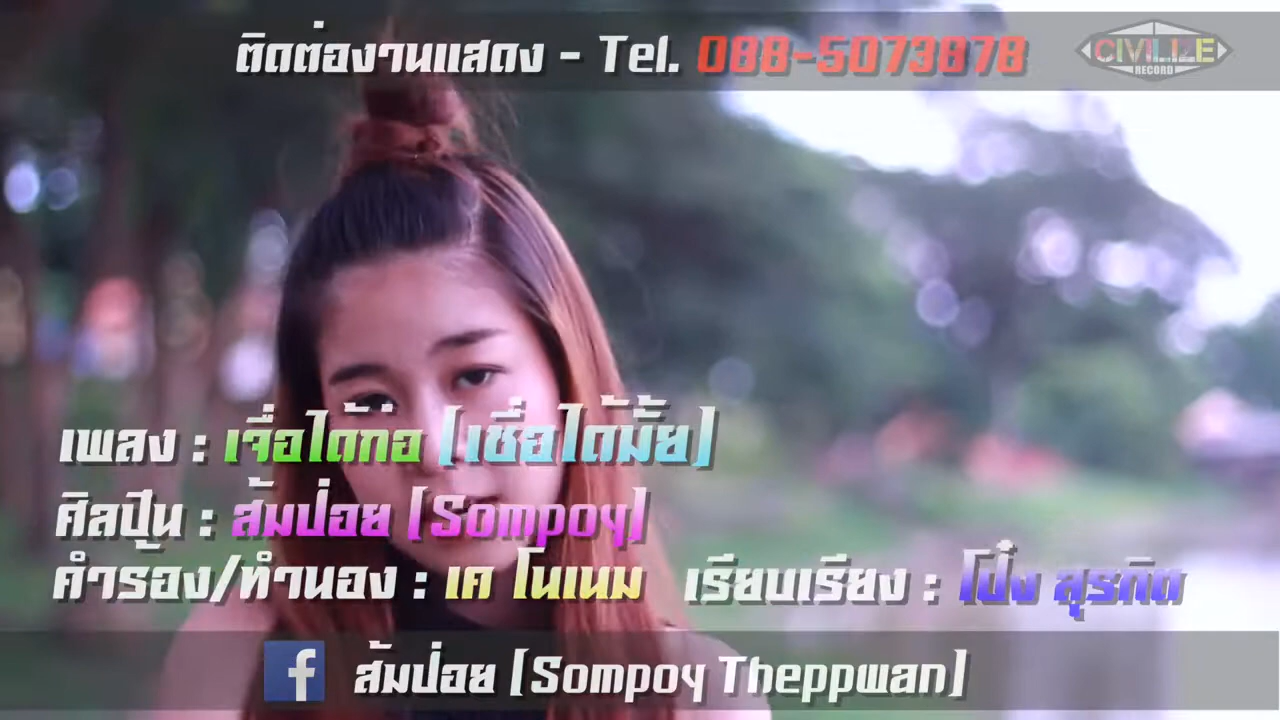 ติดต่องานแสดง - Tel. 088-5073878
CIVILIZE
RECORD
เพลง : เจื่อได้ก่อ (เชื่อได้มั้ย)
ศิลปิน : ส้มป่อย (Sompoy)
คำร้อง/ทำนอง : เค โนเนม เรียบเรียง : โป๋ง สุรกิต
f ส้มป่อย (Sompoy Theppwan)